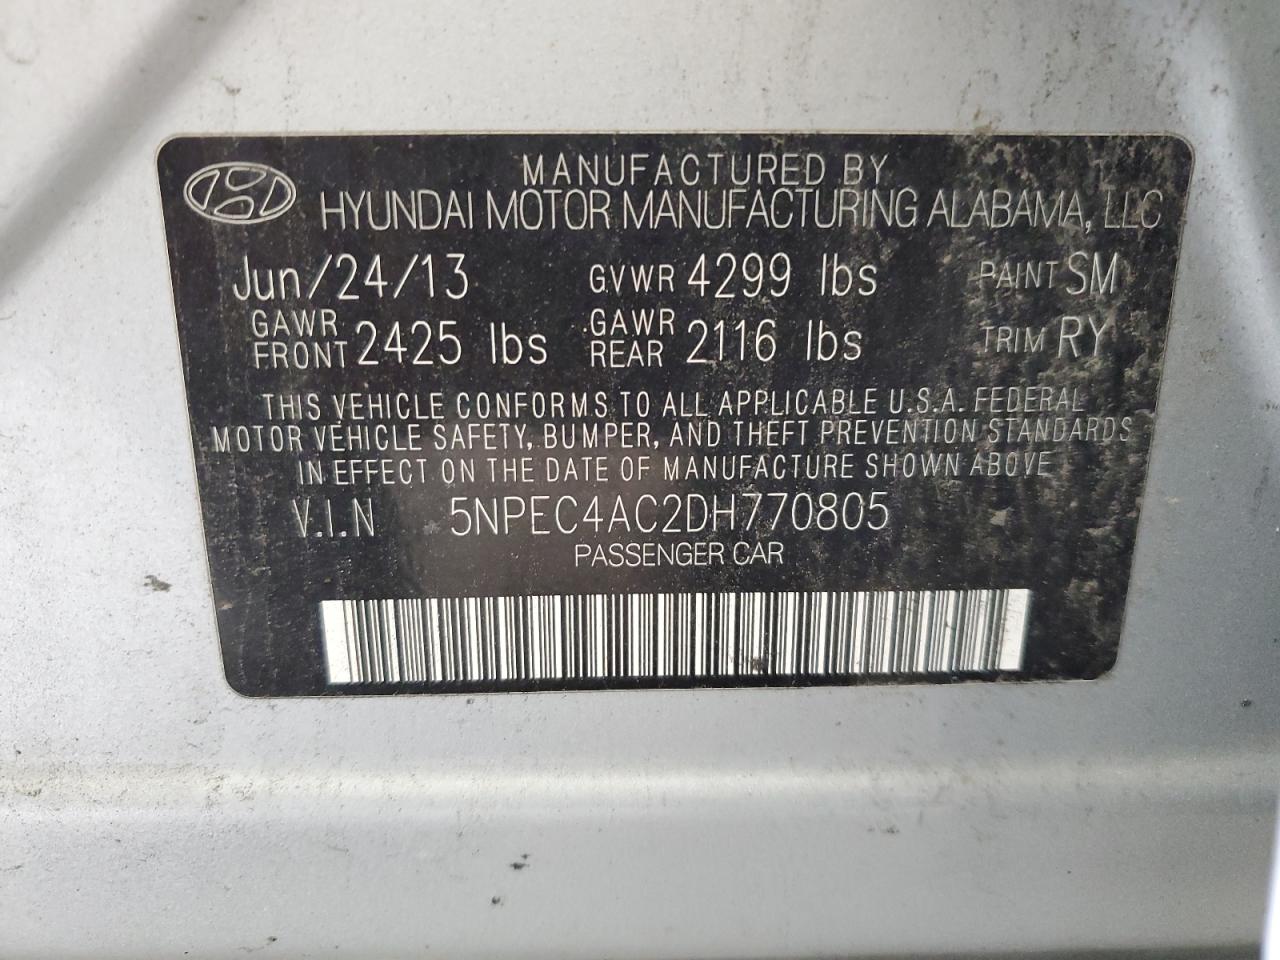 MANUFACTURED BY
HYUNDAI MOTOR MANUFACTURING ALABAMA, LLC
Jun/24/13 GVWR 4299 lbs PAINT SM
GAWR FRONT 2425 lbs GAWR REAR 2116 lbs TRIM RY
THIS VEHICLE CONFORMS TO ALL APPLICABLE U.S.A. FEDERAL
MOTOR VEHICLE SAFETY, BUMPER, AND THEFT PREVENTION STANDARDS
IN EFFECT ON THE DATE OF MANUFACTURE SHOWN ABOVE
V.I.N 5NPEC4AC2DH770805
PASSENGER CAR